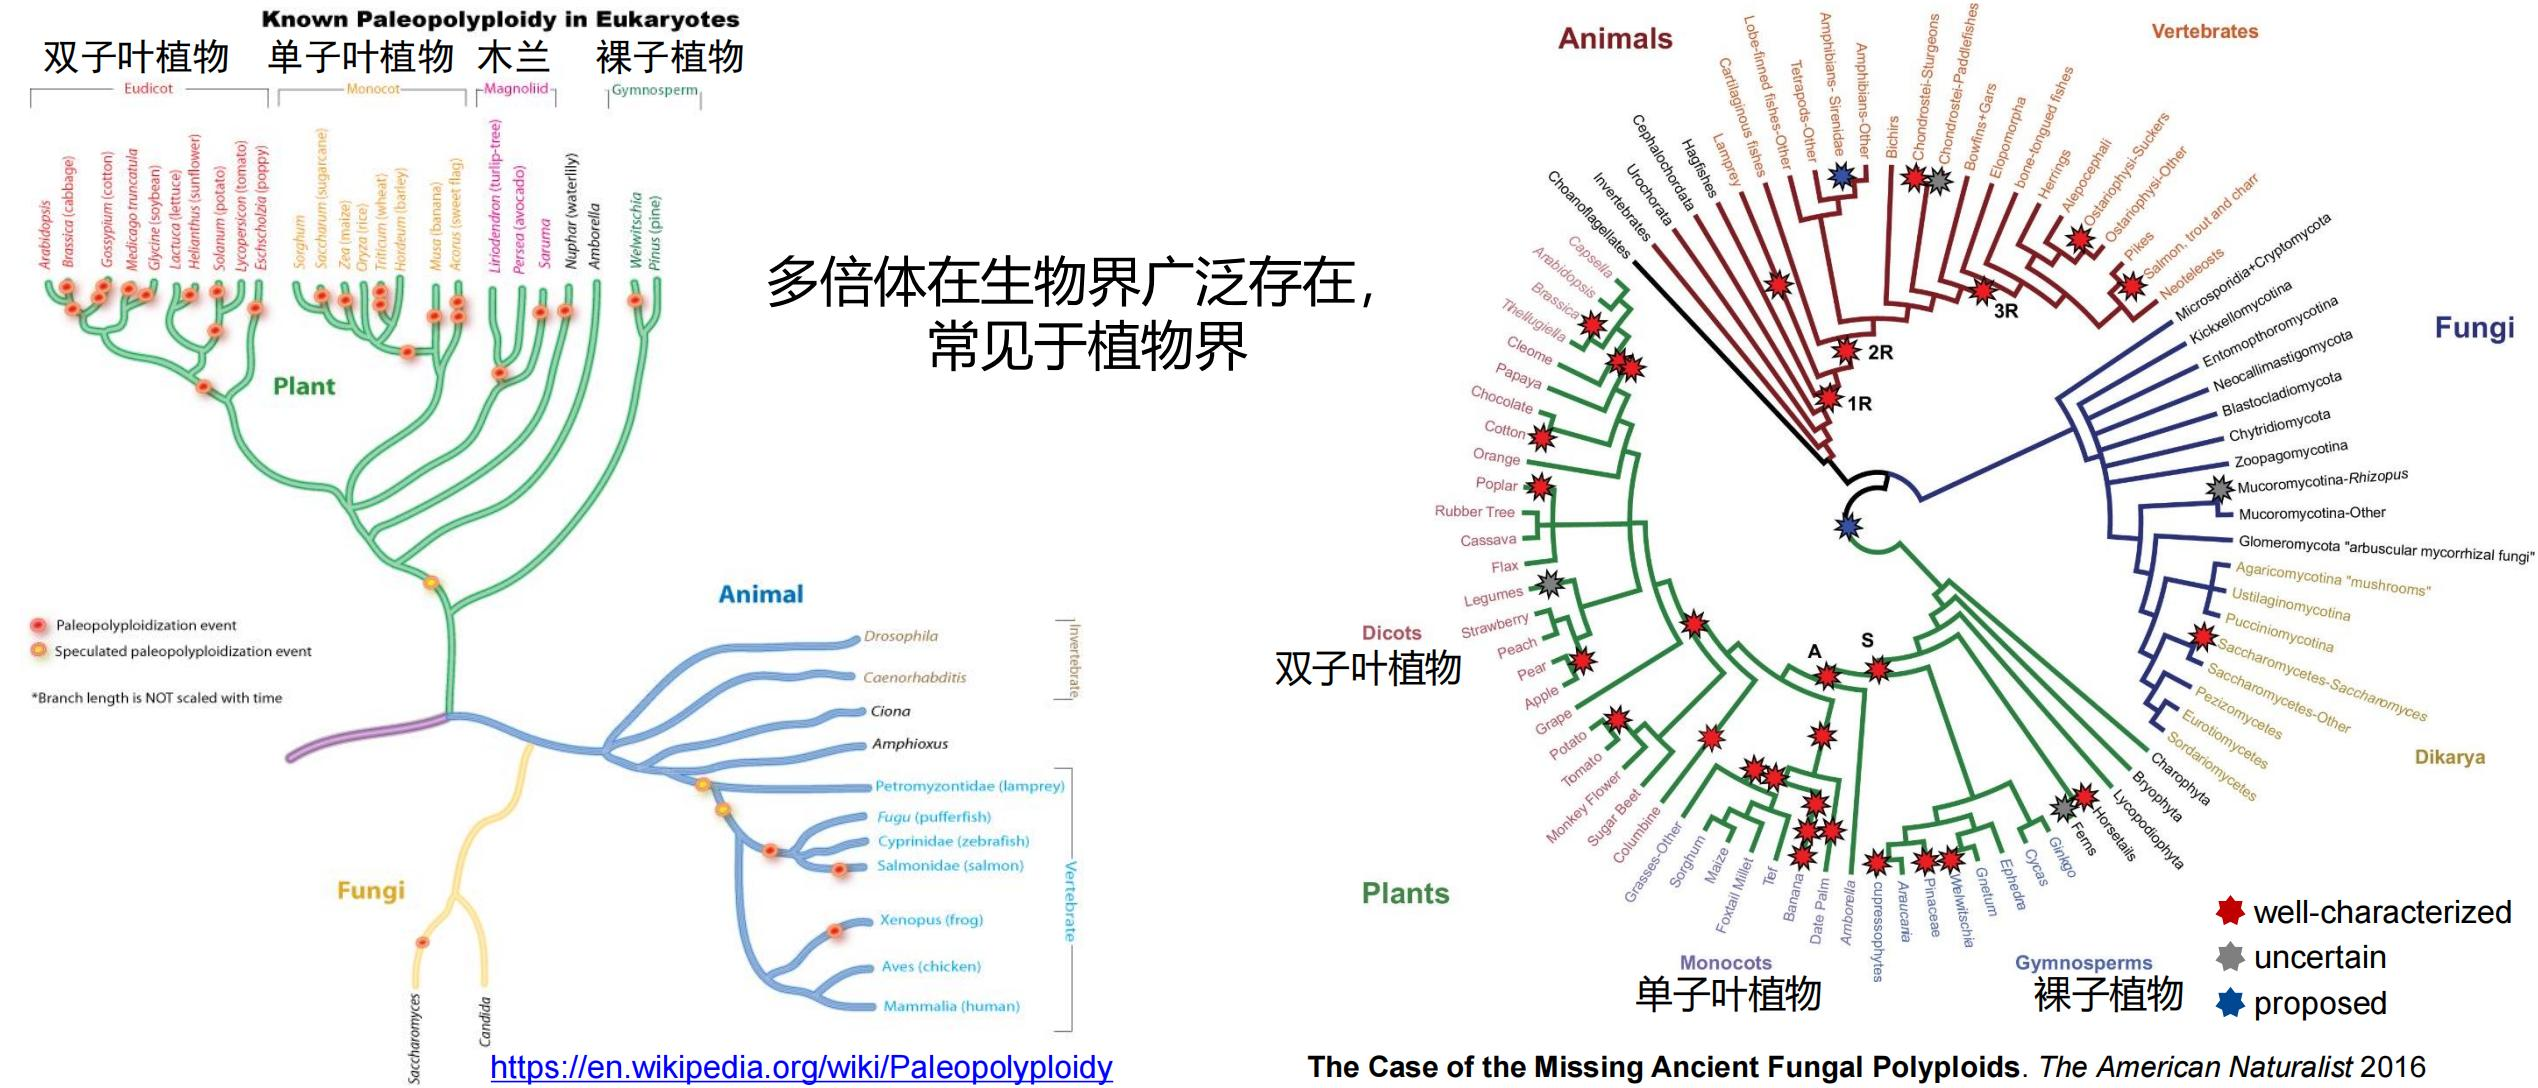 Known Paleopolyploidy in Eukaryotes
双子叶植物
单子叶植物
木兰
裸子植物
Eudicot
Monocot
Magnoliid
Gymnosperm
Arabidopsis
Brassica (cabbage)
Gossypium (cotton)
Medicago truncatula
Glycine (soybean)
Lactuca (lettuce)
Helianthus (sunflower)
Solanum (potato)
Lycopersicon (tomato)
Eschscholzia (poppy)
Sorghum
Saccharum (sugarcane)
Zea (maize)
Oryza (rice)
Triticum (wheat)
Hordeum (barley)
Musa (banana)
Acorus (sweet flag)
Liriodendron (turlip-tree)
Persea (avocado)
Saruma
Nuphar (waterlily)
Amborella
Welwitschia
Pinus (pine)
Plant
Paleopolyploidization event
Speculated paleopolyploidization event
*Branch length is NOT scaled with time
Animal
Drosophila
Caenorhabditis
Ciona
Amphioxus
Petromyzontidae (lamprey)
Fugu (pufferfish)
Cyprinidae (zebrafish)
Salmonidae (salmon)
Xenopus (frog)
Aves (chicken)
Mammalia (human)
Invertebrate
Vertebrate
Fungi
Saccharomyces
Candida
https://en.wikipedia.org/wiki/Paleopolyploidy
多倍体在生物界广泛存在，
常见于植物界
Animals
Vertebrates
Choanoflagellates
Invertebrates
Urochorata
Cephalochordata
Hagfishes
Lamprey
Cartilaginous fishes
Lobe-finned fishes-Other
Tetrapods-Other
Amphibians- Sirenidae
Amphibians-Other
Bichirs
Chondrostei-Sturgeons
Chondrostei-Paddlefishes
Bowfins+Gars
Elopomorpha
bone-tongued fishes
Herrings
Alepocephali
Ostariophysi-Suckers
Ostariophysi-Other
Pikes
Salmon, trout and charr
Neoteleosts
3R
2R
1R
Fungi
Microsporidia+Cryptomycota
Kickxellomycotina
Entomopthoromycotina
Neocallimastigomycota
Blastocladiomycota
Chytridiomycota
Zoopagomycotina
Mucoromycotina-Rhizopus
Mucoromycotina-Other
Glomeromycota "arbuscular mycorrhizal fungi"
Agaricomycotina "mushrooms"
Ustilaginomycotina
Pucciniomycotina
Saccharomycetes-Saccharomyces
Saccharomycetes-Other
Pezizomycetes
Eurotiomycetes
Sordariomycetes
Dikarya
Capsella
Arabidopsis
Brassica
Thellugiella
Cleome
Papaya
Chocolate
Cotton
Orange
Poplar
Rubber Tree
Cassava
Flax
Legumes
Strawberry
Peach
Pear
Apple
Grape
Potato
Tomato
Monkey Flower
Sugar Beet
Columbine
Dicots
双子叶植物
A
S
Grasses-Other
Sorghum
Maize
Foxtail Millet
Tef
Banana
Date Palm
Amborella
cupressophytes
Araucaria
Pinaceae
Welwitschia
Gnetum
Ephedra
Cycas
Ginkgo
Ferns
Horsetails
Lycopodiophyta
Bryophyta
Charophyta
Plants
Monocots
单子叶植物
Gymnosperms
裸子植物
well-characterized
uncertain
proposed
The Case of the Missing Ancient Fungal Polyploids. The American Naturalist 2016